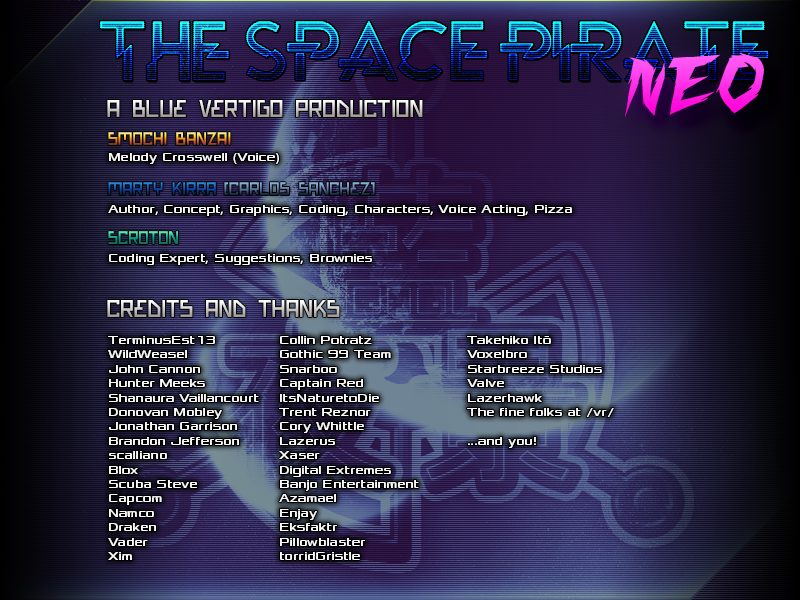 THE SPACE PIRATE
NEO
A BLUE VERTIGO PRODUCTION
SMOCHI BANZAI
Melody Crosswell (Voice)
MARTY KIRRA (CARLOS SANCHEZ)
Author, Concept, Graphics, Coding, Characters, Voice Acting, Pizza
SCROTON
Coding Expert, Suggestions, Brownies
CREDITS AND THANKS
TerminusEst13
WildWeasel
John Cannon
Hunter Meeks
Shanaura Vaillancourt
Donovan Mobley
Jonathan Garrison
Brandon Jefferson
scalliano
Blox
Scuba Steve
Capcom
Namco
Draken
Vader
Xim
Collin Potratz
Gothic 99 Team
Snarboo
Captain Red
ItsNaturetoDie
Trent Reznor
Cory Whittle
Lazerus
Xaser
Digital Extremes
Banjo Entertainment
Azamael
Enjay
Eksfaktr
Pillowblaster
torridGristle
Takehiko Itō
Voxelbro
Starbreeze Studios
Valve
Lazerhawk
The fine folks at /vr/
...and you!